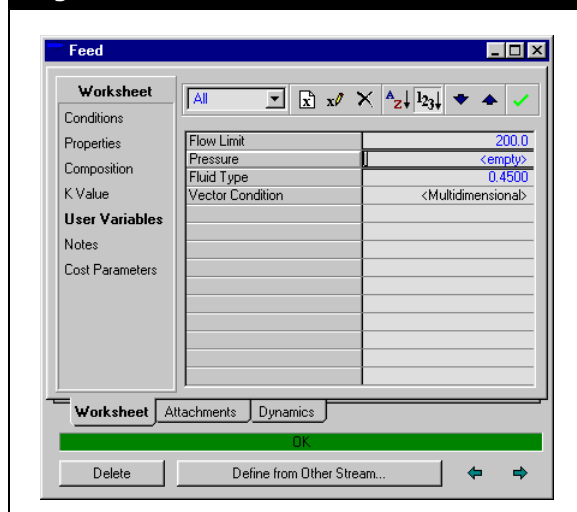 Feed
Worksheet
Conditions
Properties
Composition
K Value
User Variables
Notes
Cost Parameters
All
Flow Limit 200.0
Pressure <empty>
Fluid Type 0.4500
Vector Condition <Multidimensional>
Worksheet Attachments Dynamics
OK
Delete Define from Other Stream...